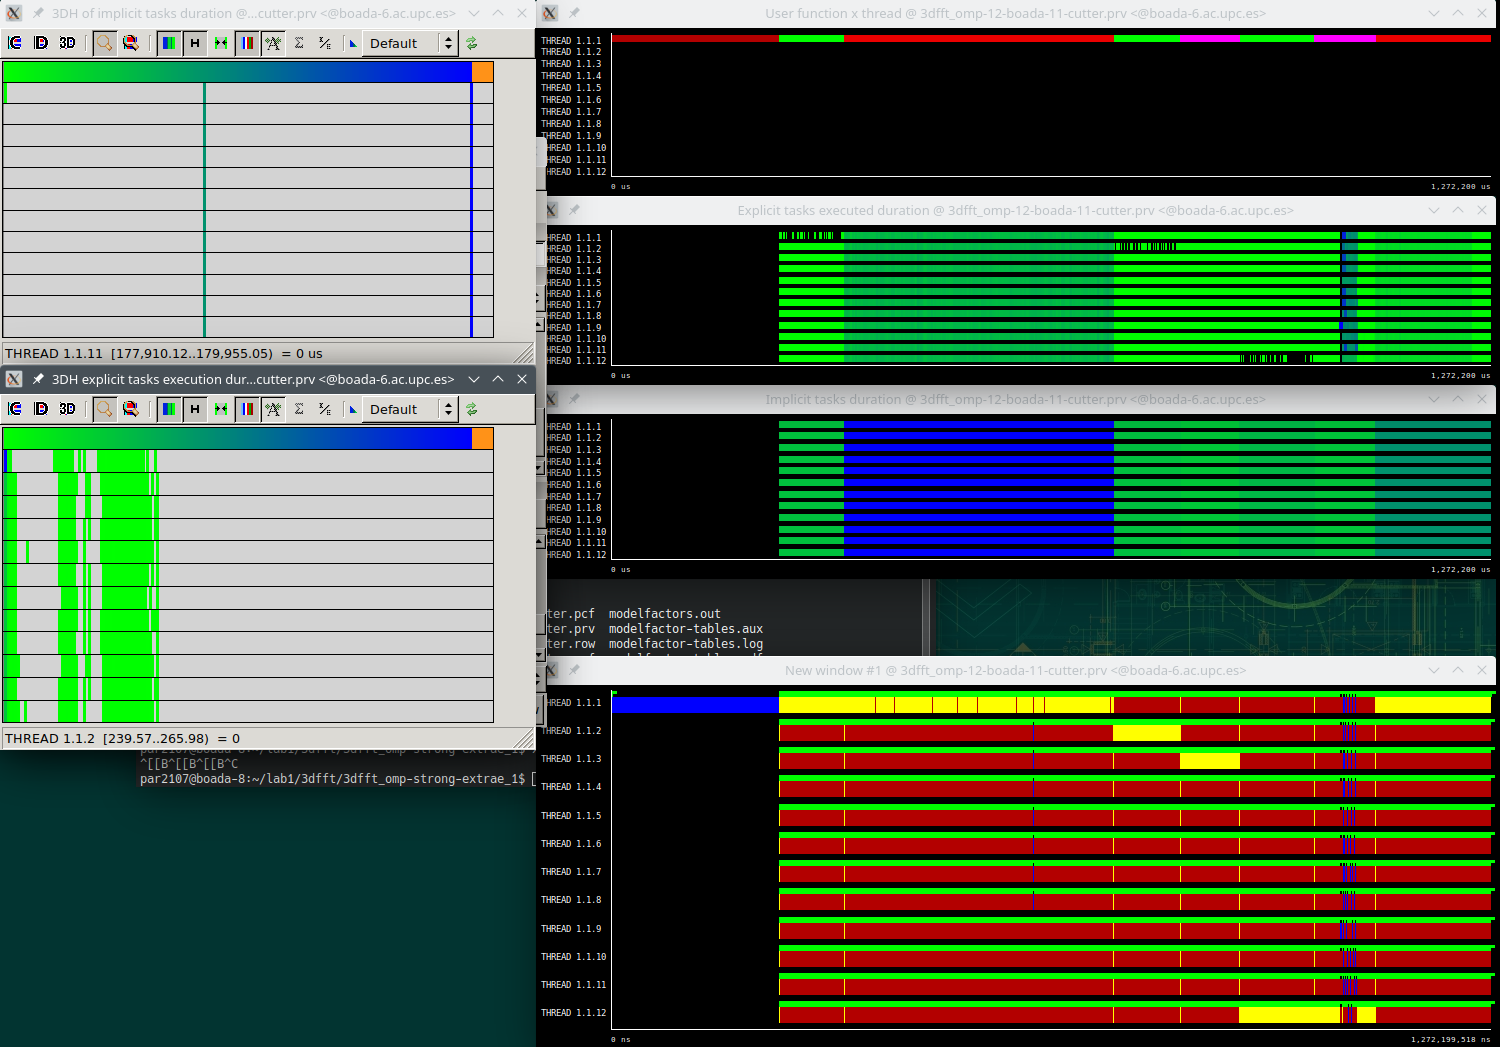 3DH of implicit tasks duration @...cutter.prv <@boada-6.ac.upc.es>
3D
Default
THREAD 1.1.11  [177,910.12..179,955.05)  = 0 us
3DH explicit tasks execution dur...cutter.prv <@boada-6.ac.upc.es>
3D
Default
THREAD 1.1.2  [239.57..265.98)  = 0
par2107@boada-8:~/lab1/3dfft/3dfft_omp-strong-extrae_1$
^[[B^[[B^[[B^C
par2107@boada-8:~/lab1/3dfft/3dfft_omp-strong-extrae_1$
User function x thread @ 3dfft_omp-12-boada-11-cutter.prv <@boada-6.ac.upc.es>
THREAD 1.1.1
THREAD 1.1.2
THREAD 1.1.3
THREAD 1.1.4
THREAD 1.1.5
THREAD 1.1.6
THREAD 1.1.7
THREAD 1.1.8
THREAD 1.1.9
HREAD 1.1.10
HREAD 1.1.11
HREAD 1.1.12
0 us
1,272,200 us
Explicit tasks executed duration @ 3dfft_omp-12-boada-11-cutter.prv <@boada-6.ac.upc.es>
HREAD 1.1.1
HREAD 1.1.2
HREAD 1.1.3
HREAD 1.1.4
HREAD 1.1.5
HREAD 1.1.6
HREAD 1.1.7
HREAD 1.1.8
HREAD 1.1.9
HREAD 1.1.10
HREAD 1.1.11
HREAD 1.1.12
0 us
1,272,200 us
Implicit tasks duration @ 3dfft_omp-12-boada-11-cutter.prv <@boada-6.ac.upc.es>
HREAD 1.1.1
HREAD 1.1.2
HREAD 1.1.3
HREAD 1.1.4
HREAD 1.1.5
HREAD 1.1.6
HREAD 1.1.7
HREAD 1.1.8
HREAD 1.1.9
HREAD 1.1.10
HREAD 1.1.11
HREAD 1.1.12
0 us
1,272,200 us
ter.pcf  modelfactors.out
ter.prv  modelfactor-tables.aux
ter.row  modelfactor-tables.log
New window #1 @ 3dfft_omp-12-boada-11-cutter.prv <@boada-6.ac.upc.es>
HREAD 1.1.1
THREAD 1.1.2
THREAD 1.1.3
THREAD 1.1.4
THREAD 1.1.5
THREAD 1.1.6
THREAD 1.1.7
THREAD 1.1.8
THREAD 1.1.9
THREAD 1.1.10
THREAD 1.1.11
THREAD 1.1.12
0 ns
1,272,199,518 ns